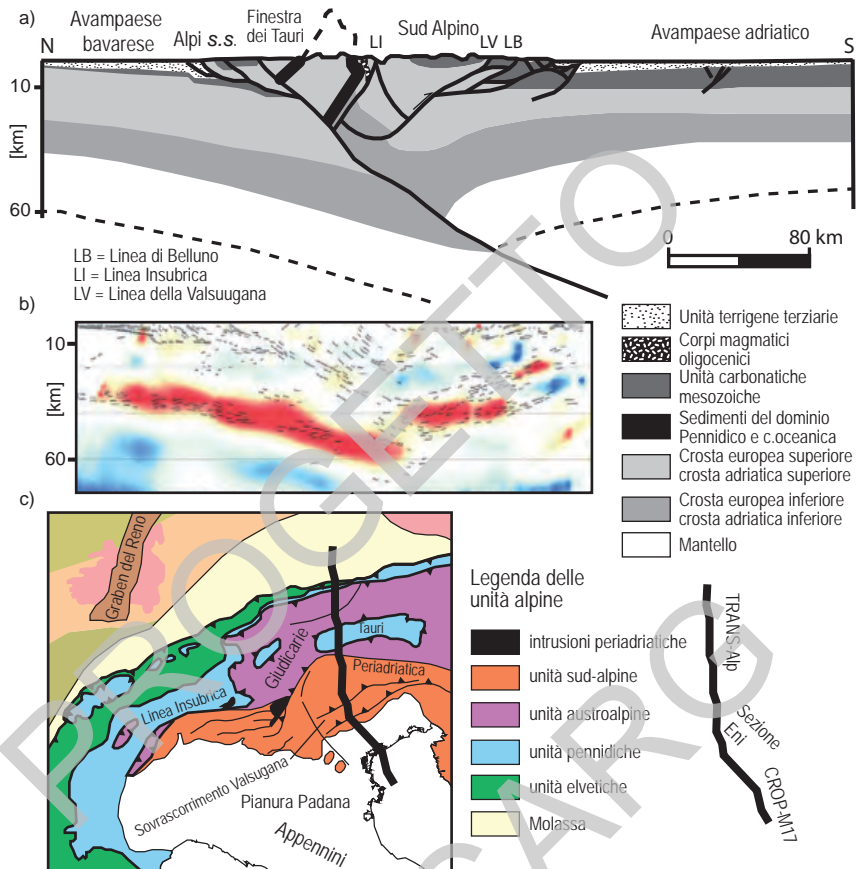 a)
Avampaese
bavarese
Alpi s.s.
Finestra
dei Tauri
LI
Sud Alpino
LV LB
Avampaese adriatico
N
S
10
[km]
60
0 80 km
LB = Linea di Belluno
LI = Linea Insubrica
LV = Linea della Valsuugana
b)
10
[km]
60
Unità terrigene terziarie
Corpi magmatici
oligocenici
Unità carbonatiche
mesozoiche
Sedimenti del dominio
Pennidico e c.oceanica
Crosta europea superiore
crosta adriatica superiore
Crosta europea inferiore
crosta adriatica inferiore
Mantello
c)
Graben del Reno
Giudicarie
Tauri
Periadriatica
Linea Insubrica
Sovrascorrimento Valsugana
Pianura Padana
Appennini
Legenda delle
unità alpine
intrusioni periadriatiche
unità sud-alpine
unità austroalpine
unità pennidiche
unità elvetiche
Molassa
TRANS-Alp
Sezione
Eni
CROP-M17
PROGETTO
CARG